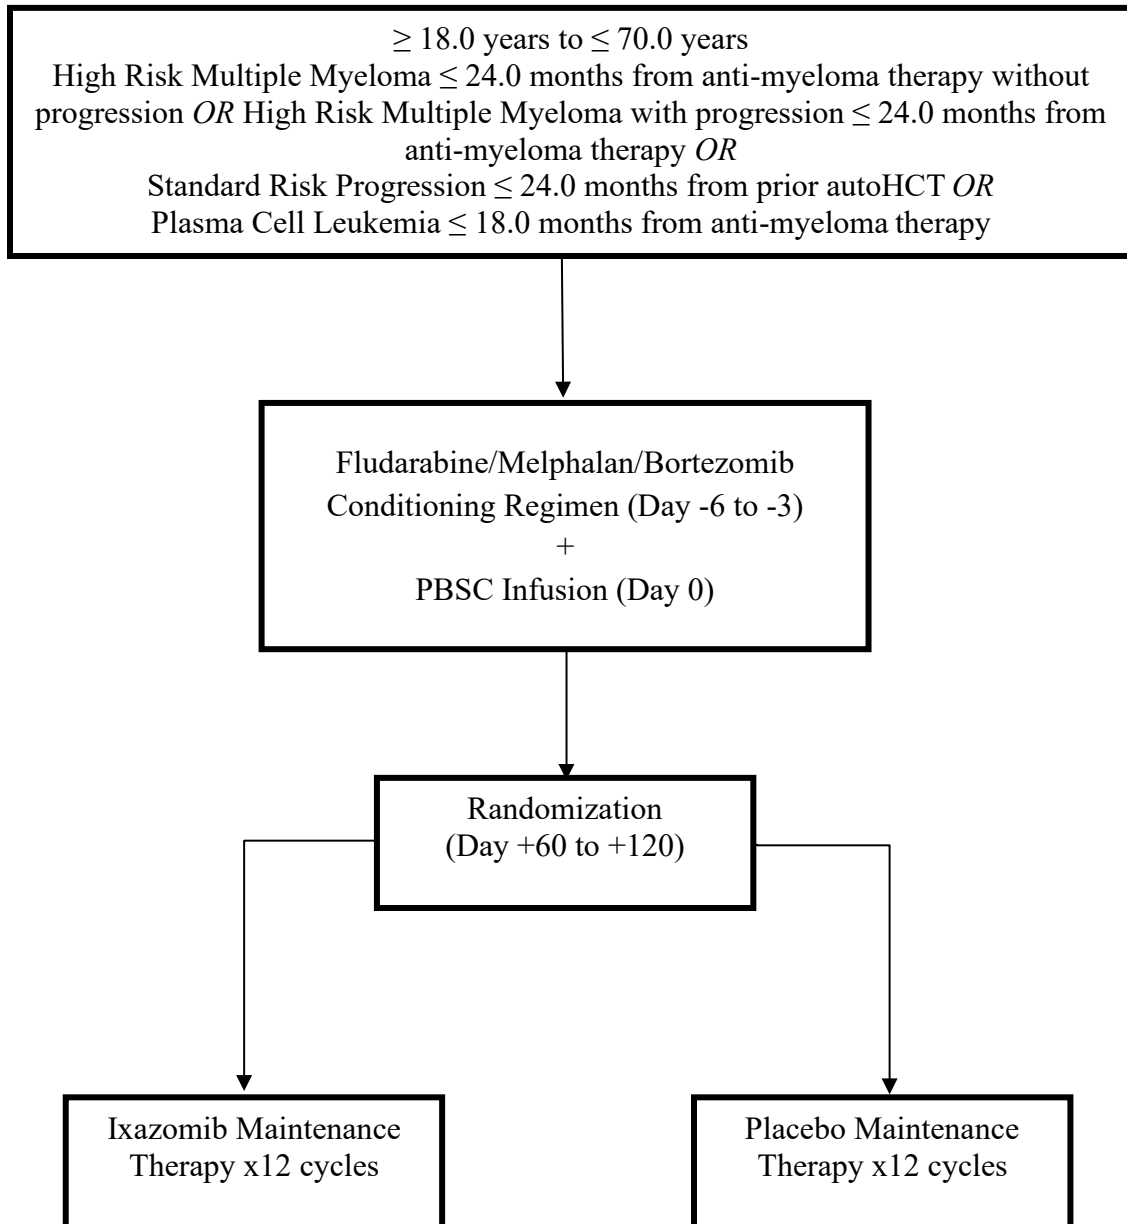 ≥ 18.0 years to ≤ 70.0 years
High Risk Multiple Myeloma ≤ 24.0 months from anti-myeloma therapy without
progression OR High Risk Multiple Myeloma with progression ≤ 24.0 months from
anti-myeloma therapy OR
Standard Risk Progression ≤ 24.0 months from prior autoHCT OR
Plasma Cell Leukemia ≤ 18.0 months from anti-myeloma therapy
Fludarabine/Melphalan/Bortezomib
Conditioning Regimen (Day -6 to -3)
+
PBSC Infusion (Day 0)
Randomization
(Day +60 to +120)
Ixazomib Maintenance
Therapy x12 cycles
Placebo Maintenance
Therapy x12 cycles